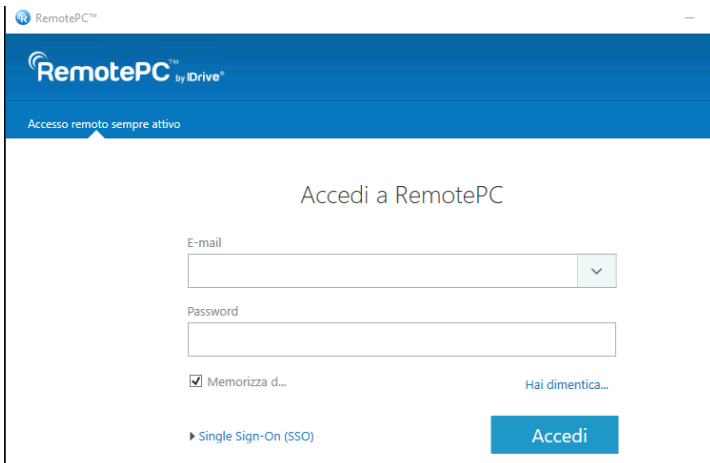 RemotePC™
RemotePC™ by IDrive®
Accesso remoto sempre attivo
Accedi a RemotePC
E-mail
Password
Memorizza d...
Hai dimentica...
Single Sign-On (SSO)
Accedi